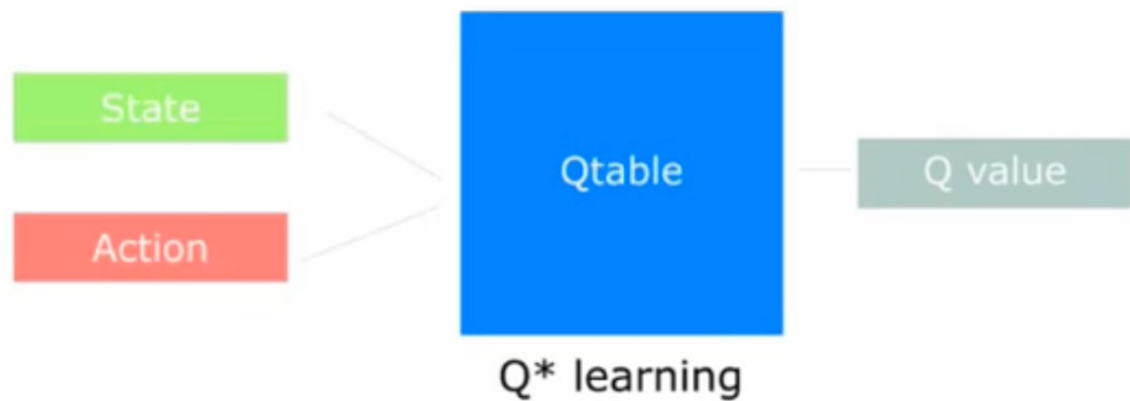 State
Action
Qtable
Q value
Q* learning